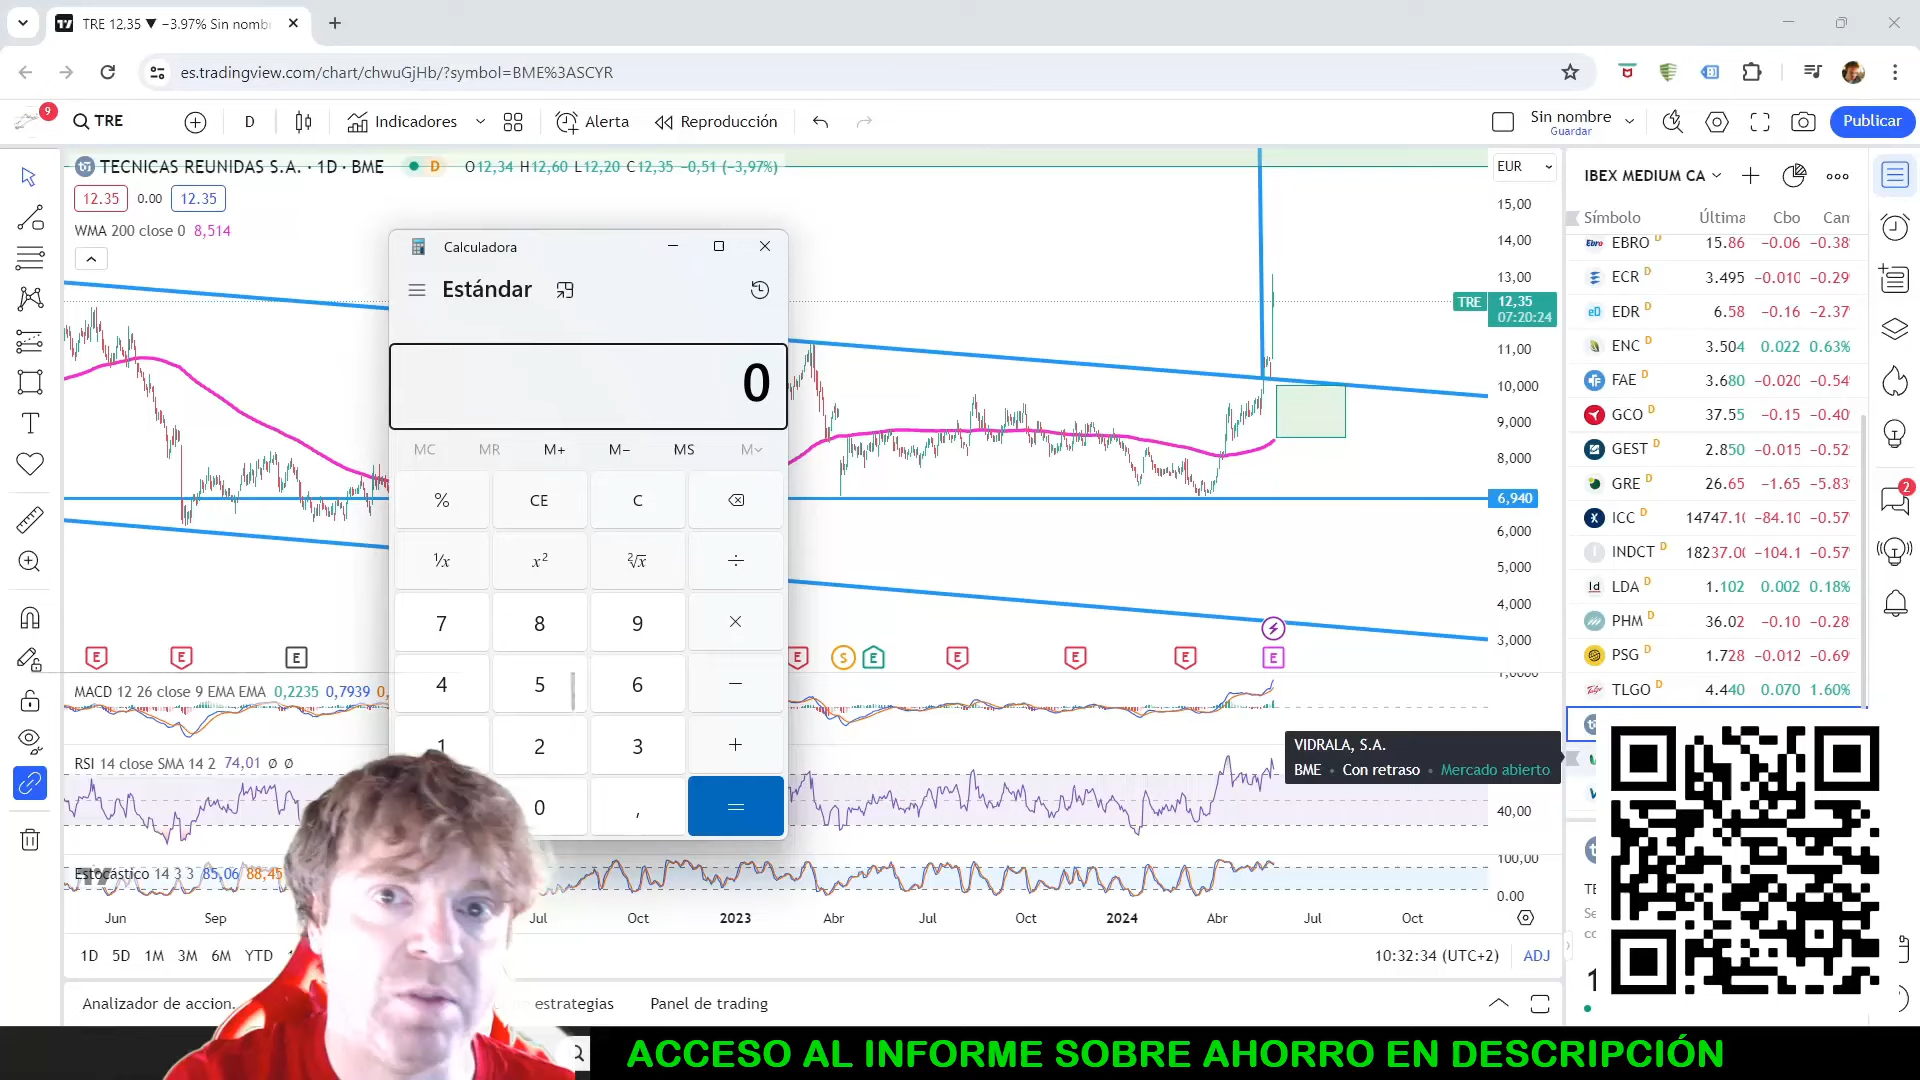 TRE 12,35 ▼ −3.97% Sin nomb
es.tradingview.com/chart/chwuGjHb/?symbol=BME%3ASCYR
9
TRE
D
Indicadores
Alerta
Reproducción
Sin nombre
Guardar
Publicar
TECNICAS REUNIDAS S.A. · 1D · BME
D
O12,34 H12,60 L12,20 C12,35 −0,51 (−3,97%)
12.35 0.00 12.35
WMA 200 close 0 8,514
EUR
15,00
14,00
13,00
TRE 12,35
07:20:24
11,00
10,000
9,000
8,000
6,940
6,000
5,000
4,000
3,000
1,0000
Calculadora
Estándar
0
MC MR M+ M− MS M
% CE C
¹/x x² ²√x ÷
7 8 9 ×
4 5 6 −
1 2 3 +
0 , =
E E E E S E E E E E
MACD 12 26 close 9 EMA EMA 0,2235 0,7939 0,
RSI 14 close SMA 14 2 74,01 ∅ ∅
40,00
Estocástico 14 3 3 85,06 88,45
100,00
0.00
Jun Sep Jul Oct 2023 Abr Jul Oct 2024 Abr Jul Oct
1D 5D 1M 3M 6M YTD
10:32:34 (UTC+2) ADJ
Analizador de accion.
estrategias
Panel de trading
IBEX MEDIUM CA
Símbolo Última Cbo Can
EBRO D 15.86 −0.06 −0.38
ECR D 3.495 −0.010 −0.29
EDR D 6.58 −0.16 −2.37
ENC D 3.504 0.022 0.63%
FAE D 3.680 −0.020 −0.54
GCO D 37.55 −0.15 −0.40
GEST D 2.850 −0.015 −0.52
GRE D 26.65 −1.65 −5.83
ICC D 14747.10 −84.10 −0.57
INDCT D 18237.00 −104.1 −0.57
LDA D 1.102 0.002 0.18%
PHM D 36.02 −0.10 −0.28
PSG D 1.728 −0.012 −0.69
TLGO D 4.440 0.070 1.60%
2
VIDRALA, S.A.
BME • Con retraso • Mercado abierto
ACCESO AL INFORME SOBRE AHORRO EN DESCRIPCIÓN